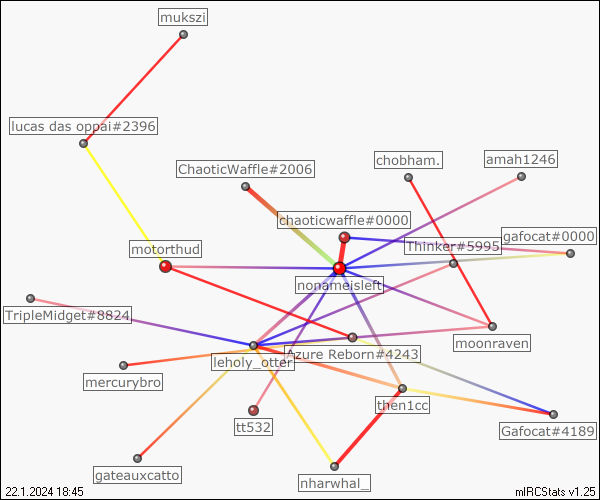 mukszi
lucas das oppai#2396
ChaoticWaffle#2006
chobham.
amah1246
chaoticwaffle#0000
gafocat#0000
Thinker#5995
motorthud
nonameisleft
TripleMidget#8824
moonraven
Azure Reborn#4243
leholy_otter
mercurybro
then1cc
tt532
Gafocat#4189
gateauxcatto
nharwhal_
22.1.2024 18:45
mIRCStats v1.25